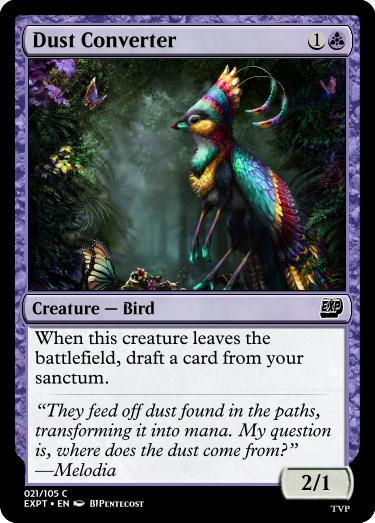 Dust Converter 1
EXP
Creature — Bird
When this creature leaves the
battlefield, draft a card from your
sanctum.
“They feed off dust found in the paths,
transforming it into mana. My question
is, where does the dust come from?”
—Melodia
2/1
021/105 C
EXPT • EN BIPENTECOST
TVP